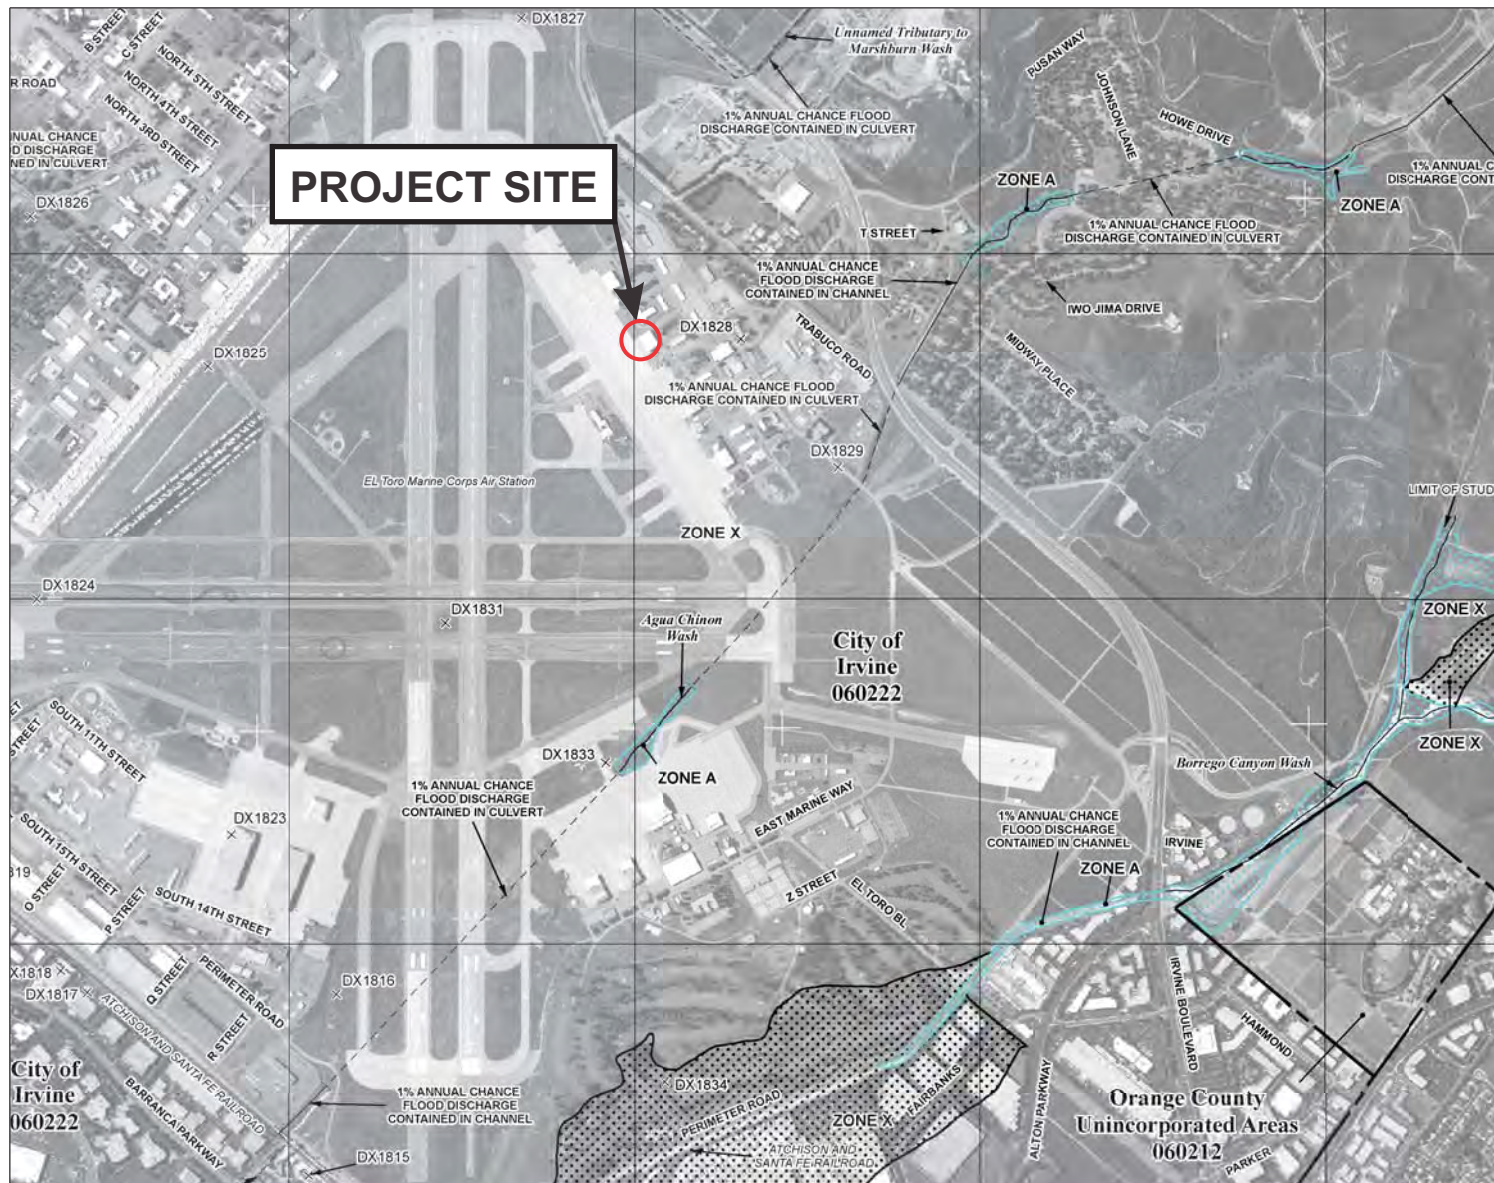 DX1827
Unnamed Tributary to
Marshburn Wash
B STREET
C STREET
NORTH 5TH STREET
NORTH 4TH STREET
NORTH 3RD STREET
R ROAD
PUSAN WAY
JOHNSON LANE
HOWE DRIVE
1% ANNUAL CHANCE FLOOD
DISCHARGE CONTAINED IN CULVERT
NNUAL CHANCE
D DISCHARGE
NED IN CULVERT
PROJECT SITE
1% ANNUAL C
DISCHARGE CONT
ZONE A
ZONE A
DX1826
T STREET
1% ANNUAL CHANCE FLOOD
DISCHARGE CONTAINED IN CULVERT
1% ANNUAL CHANCE
FLOOD DISCHARGE
CONTAINED IN CHANNEL
IWO JIMA DRIVE
DX1828
TRABUCO ROAD
MIDWAY PLACE
DX1825
1% ANNUAL CHANCE FLOOD
DISCHARGE CONTAINED IN CULVERT
DX1829
EL Toro Marine Corps Air Station
LIMIT OF STUD
ZONE X
DX1824
DX1831
Agua Chinon
Wash
City of
Irvine
060222
ZONE X
ZONE X
SOUTH 11TH STREET
EET
STREET
DX1833
ZONE A
Borrego Canyon Wash
1% ANNUAL CHANCE
FLOOD DISCHARGE
CONTAINED IN CULVERT
EAST MARINE WAY
1% ANNUAL CHANCE
FLOOD DISCHARGE
CONTAINED IN CHANNEL
IRVINE
DX1823
SOUTH 15TH STREET
819
O STREET
P STREET
SOUTH 14TH STREET
Z STREET
EL TORO BL
ZONE A
X1818
DX1817
Q STREET
PERIMETER ROAD
R STREET
DX1816
ATCHISON AND SANTA FE RAILROAD
IRVINE BOULEVARD
HAMMOND
City of
Irvine
060222
BARRANCA PARKWAY
1% ANNUAL CHANCE
FLOOD DISCHARGE
CONTAINED IN CHANNEL
DX1834
PERIMETER ROAD
ZONE X
FAIRBANKS
ALTON PARKWAY
Orange County
Unincorporated Areas
060212
DX1815
ATCHISON AND
SANTA FE RAILROAD
PARKER